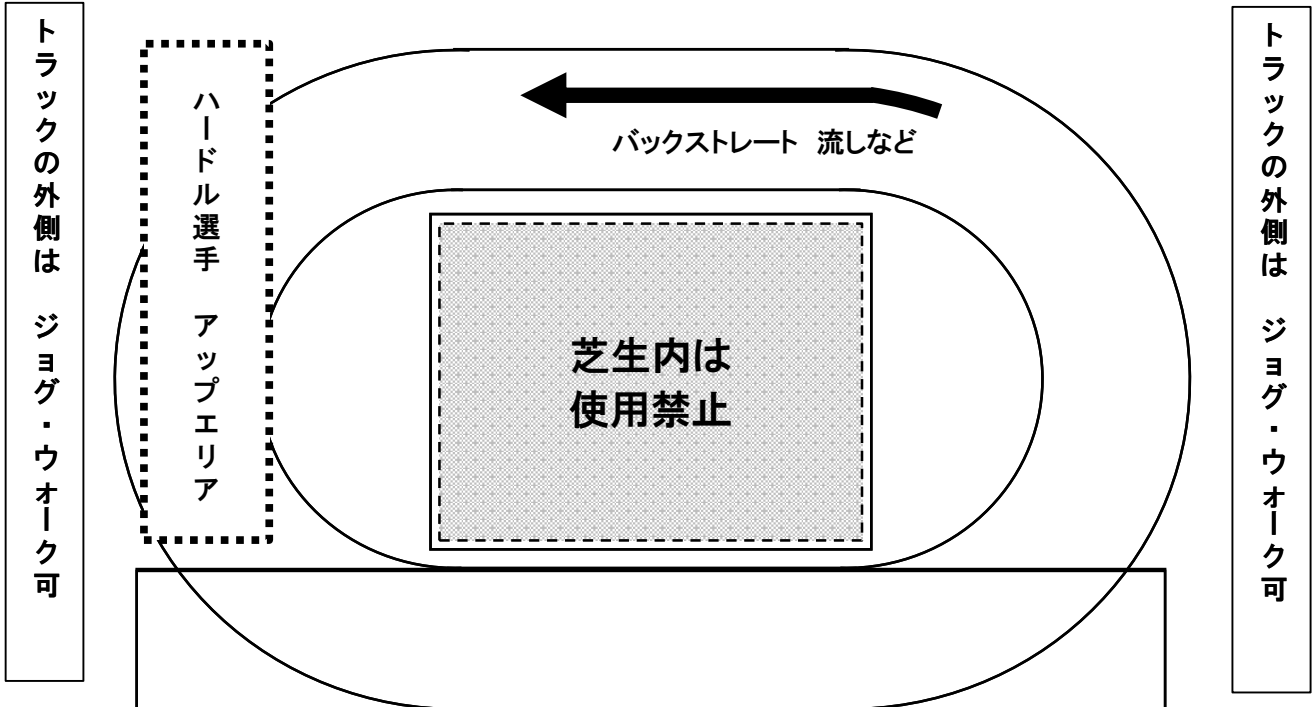 トラックの外側は　ジョグ・ウオーク可
ハードル選手　アップエリア
バックストレート　流しなど
芝生内は
使用禁止
トラックの外側は　ジョグ・ウオーク可